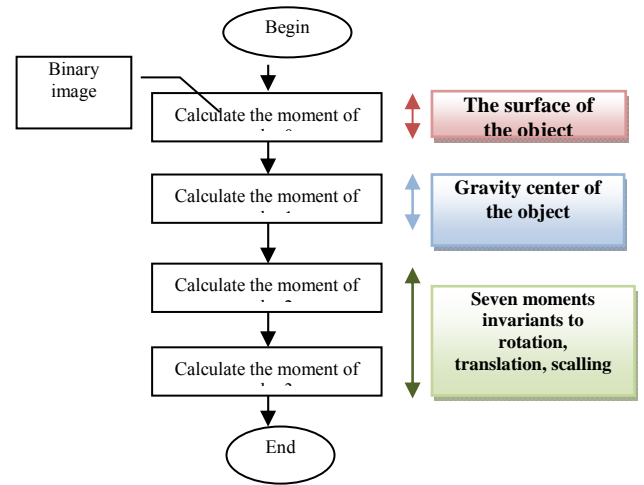 Begin
Binary
image
Calculate the moment of
The surface of
the object
Calculate the moment of
Gravity center of
the object
Calculate the moment of
Seven moments
invariants to
rotation,
translation, scalling
Calculate the moment of
End